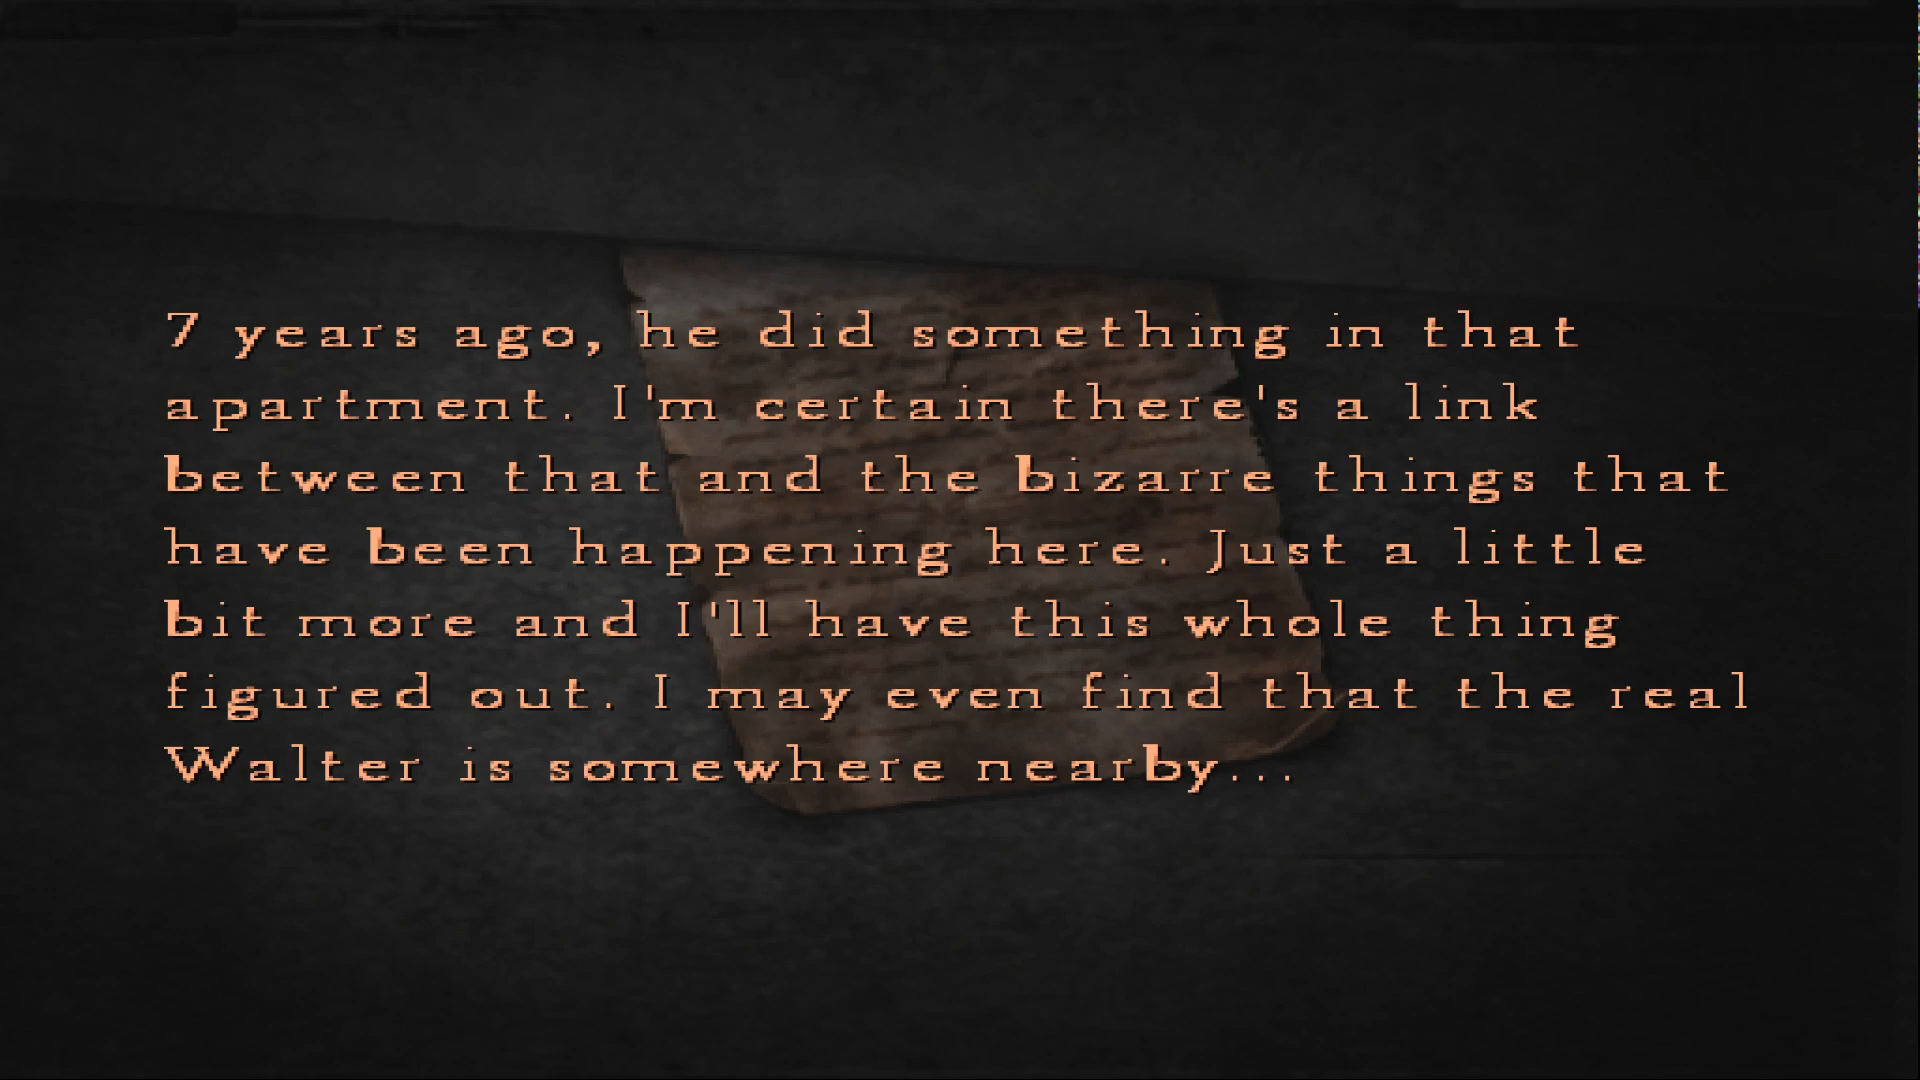 7 years ago, he did something in that
apartment. I'm certain there's a link
between that and the bizarre things that
have been happening here. Just a little
bit more and I'll have this whole thing
figured out. I may even find that the real
Walter is somewhere nearby...